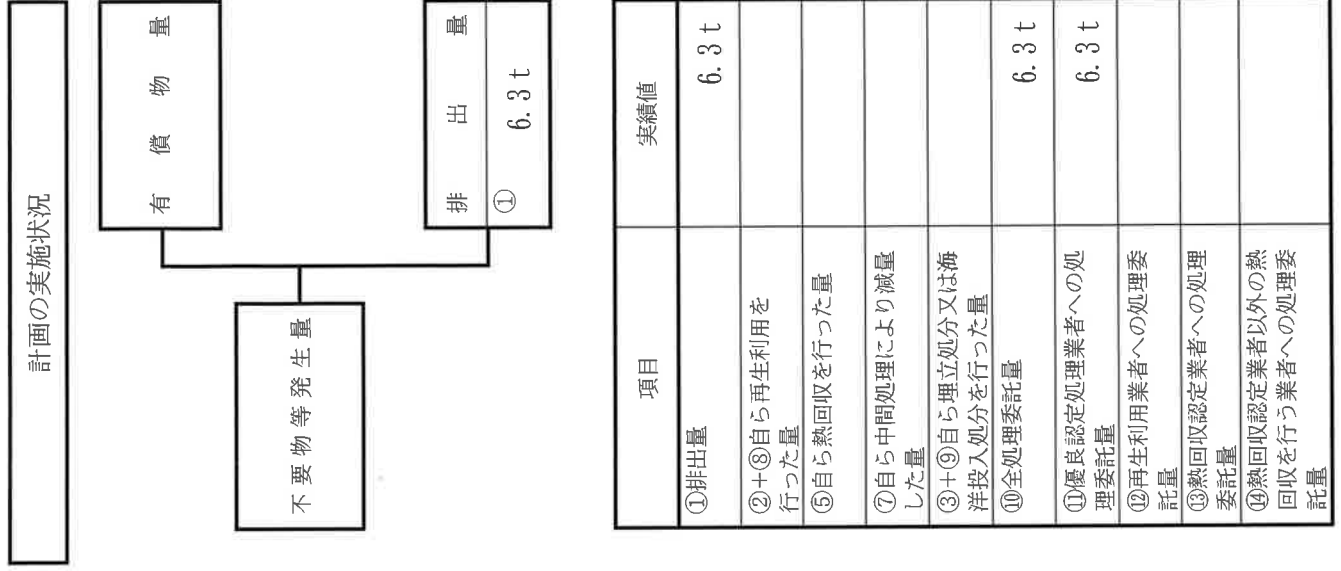 計画の実施状況
有償物量
不要物等発生量
排出量
①
6.3t
項目 実績値
①排出量 6.3t
②+⑧自ら再生利用を
行った量
⑤自ら熱回収を行った量
⑦自ら中間処理により減量
した量
③+⑨自ら埋立処分又は海
洋投入処分を行った量
⑩全処理委託量 6.3t
⑪優良認定処理業者への処
理委託量 6.3t
⑫再生利用業者への処理委
託量
⑬熱回収認定業者への処理
委託量
⑭熱回収認定業者以外の熱
回収を行う業者への処理委
託量